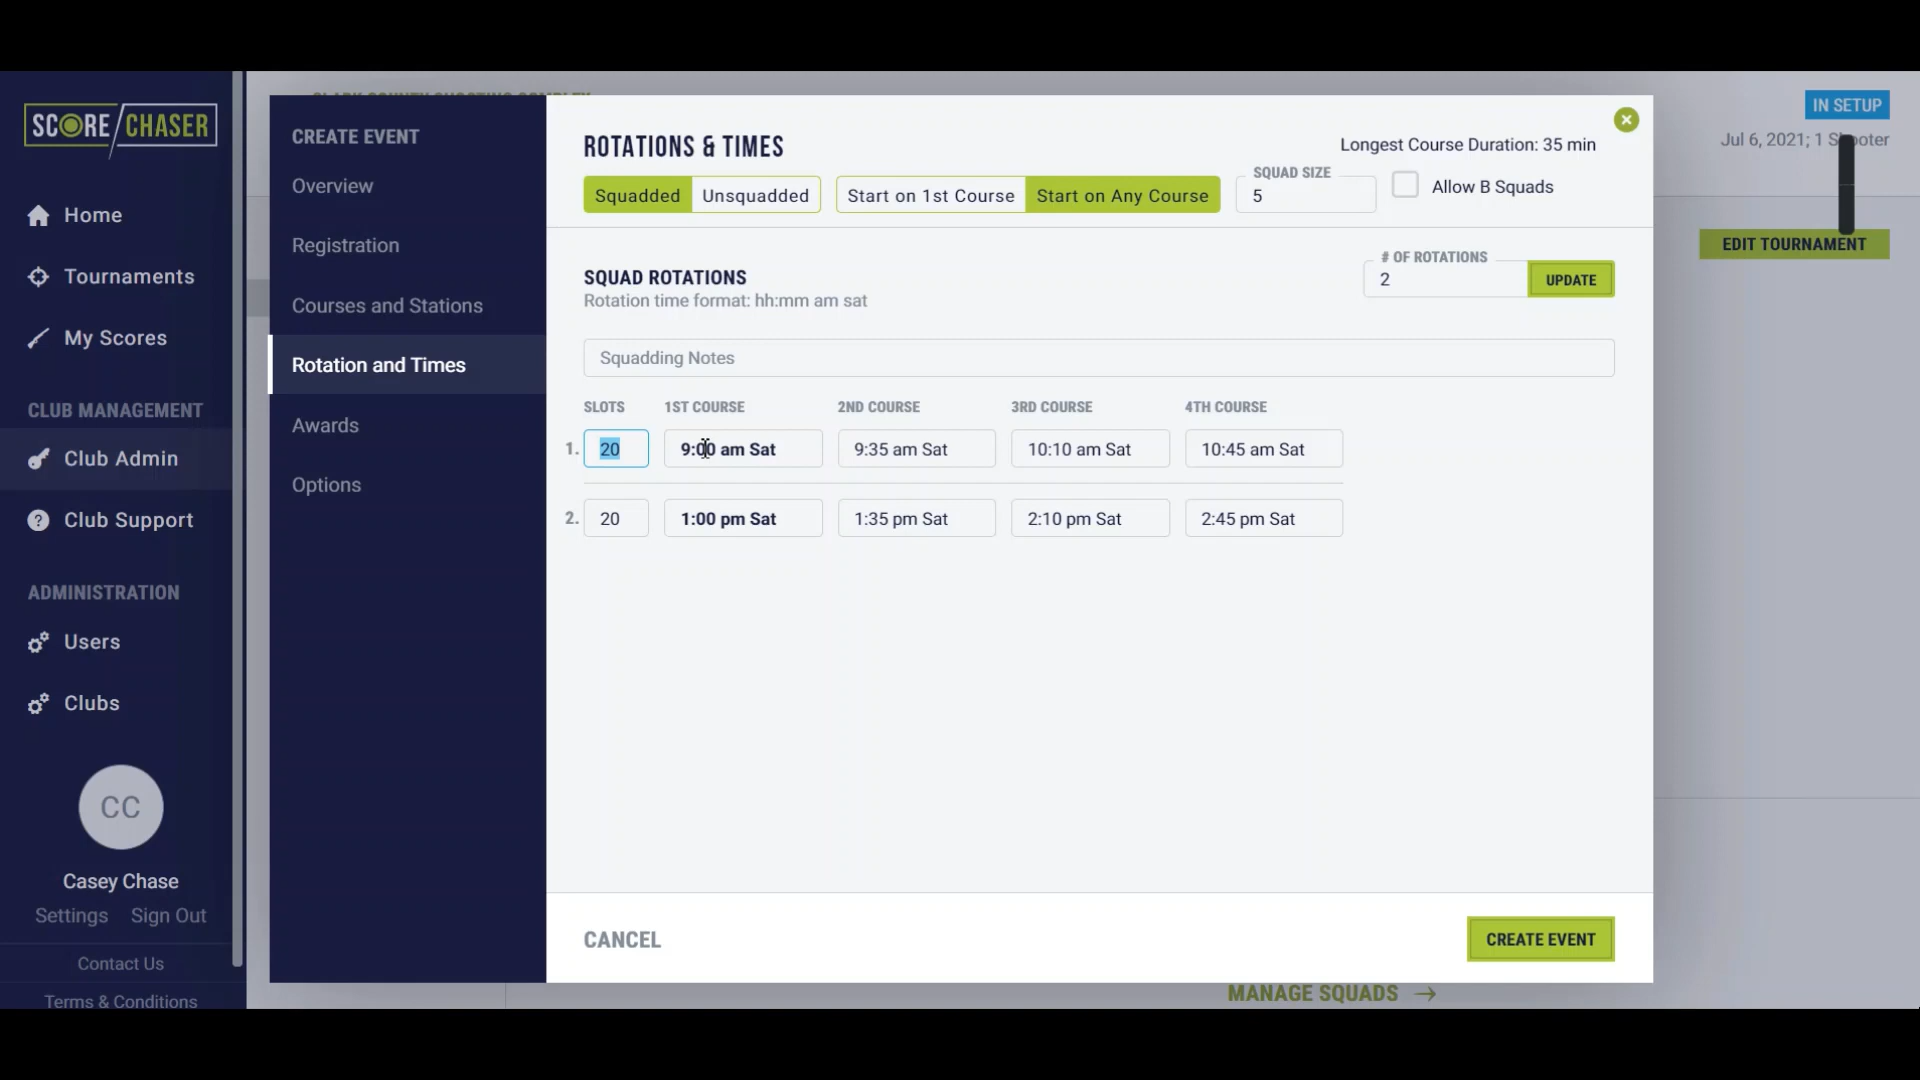 SCORE/CHASER
Home
Tournaments
My Scores
CLUB MANAGEMENT
Club Admin
Club Support
ADMINISTRATION
Users
Clubs
CC
Casey Chase
Settings Sign Out
Contact Us
Terms & Conditions
CREATE EVENT
Overview
Registration
Courses and Stations
Rotation and Times
Awards
Options
ROTATIONS & TIMES
Longest Course Duration: 35 min
Squadded Unsquadded
Start on 1st Course Start on Any Course
SQUAD SIZE
5
Allow B Squads
SQUAD ROTATIONS
Rotation time format: hh:mm am sat
# OF ROTATIONS
2
UPDATE
Squadding Notes
SLOTS 1ST COURSE 2ND COURSE 3RD COURSE 4TH COURSE
1. 20 9:00 am Sat 9:35 am Sat 10:10 am Sat 10:45 am Sat
2. 20 1:00 pm Sat 1:35 pm Sat 2:10 pm Sat 2:45 pm Sat
CANCEL
CREATE EVENT
IN SETUP
Jul 6, 2021; 1 Shooter
EDIT TOURNAMENT
MANAGE SQUADS →